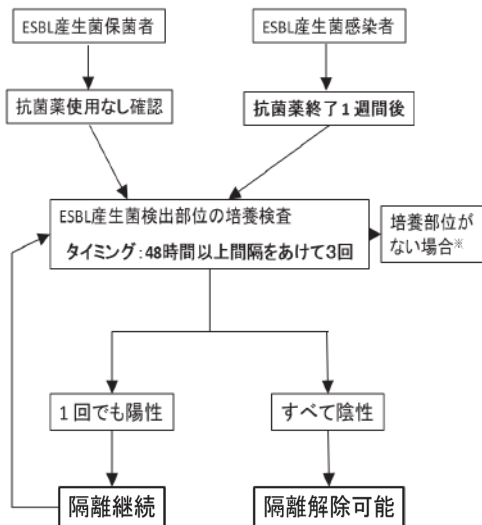 ESBL産生菌保菌者
ESBL産生菌感染者
抗菌薬使用なし確認
抗菌薬終了1週間後
ESBL産生菌検出部位の培養検査
タイミング:48時間以上間隔をあけて3回
培養部位が
ない場合※
1回でも陽性
すべて陰性
隔離継続
隔離解除可能